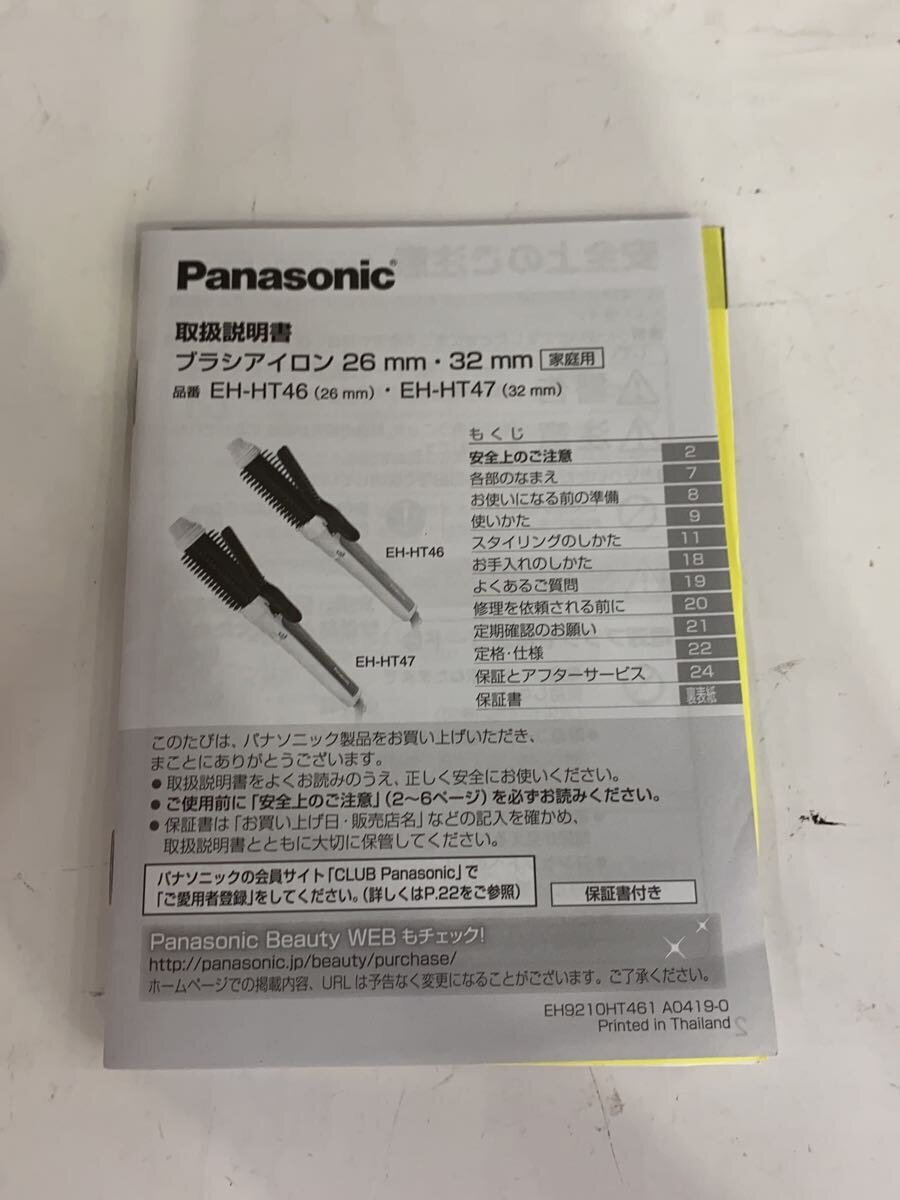 Panasonic®
取扱説明書
ブラシアイロン 26 mm・32 mm 家庭用
品番 EH-HT46 (26 mm)・EH-HT47 (32 mm)
EH-HT46
EH-HT47
もくじ
安全上のご注意 2
各部のなまえ 7
お使いになる前の準備 8
使いかた 9
スタイリングのしかた 11
お手入れのしかた 18
よくあるご質問 19
修理を依頼される前に 20
定期確認のお願い 21
定格・仕様 22
保証とアフターサービス 24
保証書 裏表紙
このたびは、パナソニック製品をお買い上げいただき、
まことにありがとうございます。
● 取扱説明書をよくお読みのうえ、正しく安全にお使いください。
● ご使用前に「安全上のご注意」(2〜6ページ)を必ずお読みください。
● 保証書は「お買い上げ日・販売店名」などの記入を確かめ、
取扱説明書とともに大切に保管してください。
パナソニックの会員サイト「CLUB Panasonic」で
「ご愛用者登録」をしてください。(詳しくはP.22をご参照)
保証書付き
Panasonic Beauty WEB もチェック!
http://panasonic.jp/beauty/purchase/
ホームページでの掲載内容、URL は予告なく変更になることがございます。ご了承ください。
EH9210HT461 A0419-0
Printed in Thailand